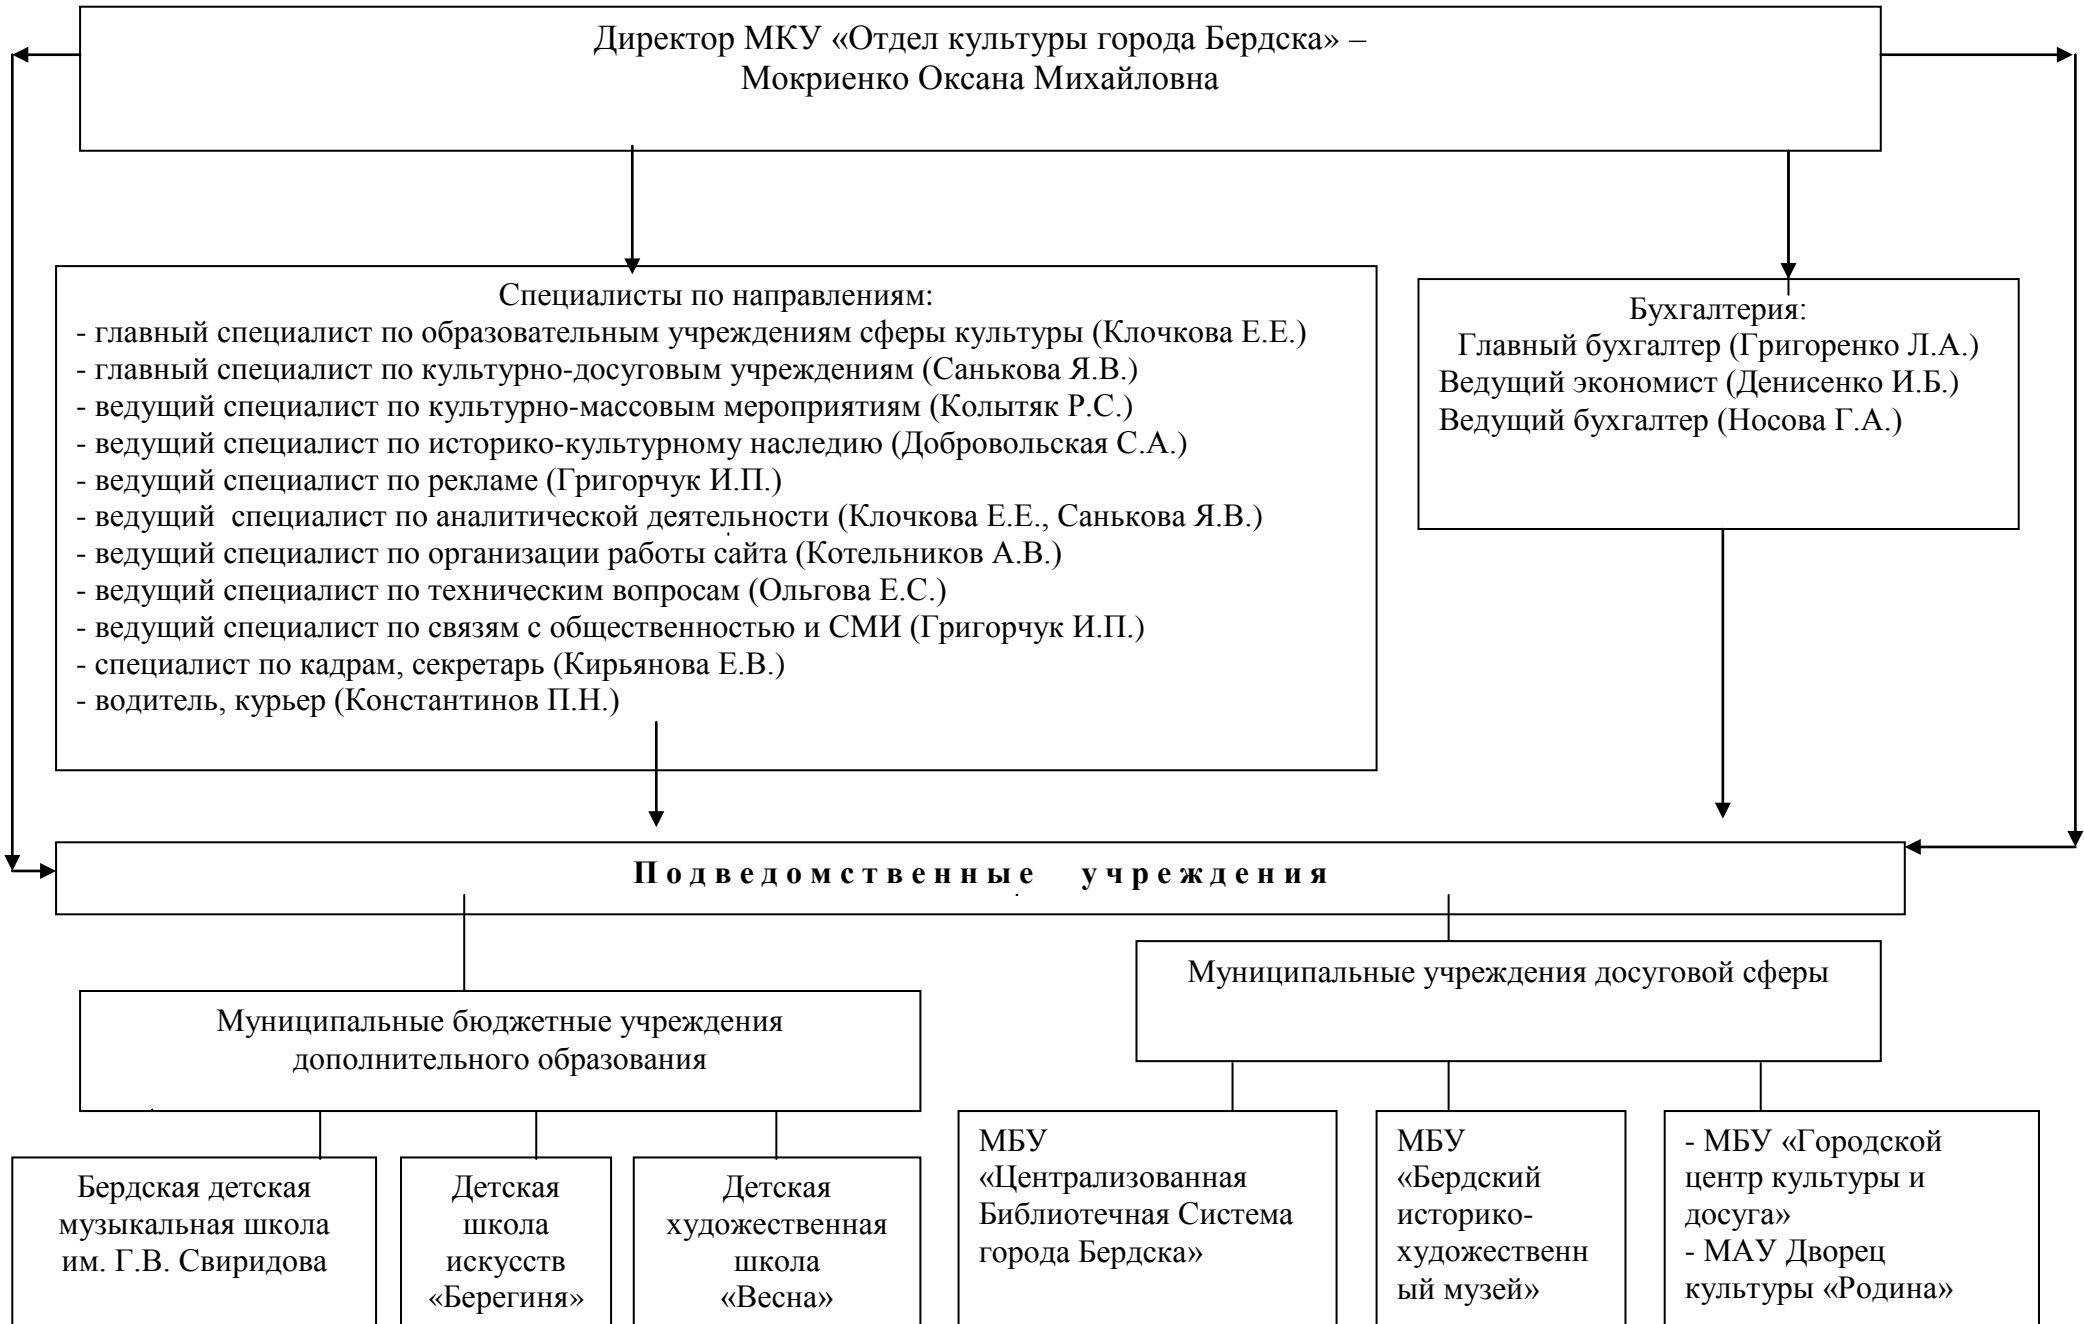 Директор МКУ «Отдел культуры города Бердска» –
Мокриенко Оксана Михайловна
Специалисты по направлениям:
- главный специалист по образовательным учреждениям сферы культуры (Клочкова Е.Е.)
- главный специалист по культурно-досуговым учреждениям (Санькова Я.В.)
- ведущий специалист по культурно-массовым мероприятиям (Колытяк Р.С.)
- ведущий специалист по историко-культурному наследию (Добровольская С.А.)
- ведущий специалист по рекламе (Григорчук И.П.)
- ведущий  специалист по аналитической деятельности (Клочкова Е.Е., Санькова Я.В.)
- ведущий специалист по организации работы сайта (Котельников А.В.)
- ведущий специалист по техническим вопросам (Ольгова Е.С.)
- ведущий специалист по связям с общественностью и СМИ (Григорчук И.П.)
- специалист по кадрам, секретарь (Кирьянова Е.В.)
- водитель, курьер (Константинов П.Н.)
Бухгалтерия:
Главный бухгалтер (Григоренко Л.А.)
Ведущий экономист (Денисенко И.Б.)
Ведущий бухгалтер (Носова Г.А.)
П о д в е д о м с т в е н н ы е   у ч р е ж д е н и я
Муниципальные бюджетные учреждения
дополнительного образования
Муниципальные учреждения досуговой сферы
Бердская детская
музыкальная школа
им. Г.В. Свиридова
Детская
школа
искусств
«Берегиня»
Детская
художественная
школа
«Весна»
МБУ
«Централизованная
Библиотечная Система
города Бердска»
МБУ
«Бердский
историко-
художественн
ый музей»
- МБУ «Городской
центр культуры и
досуга»
- МАУ Дворец
культуры «Родина»